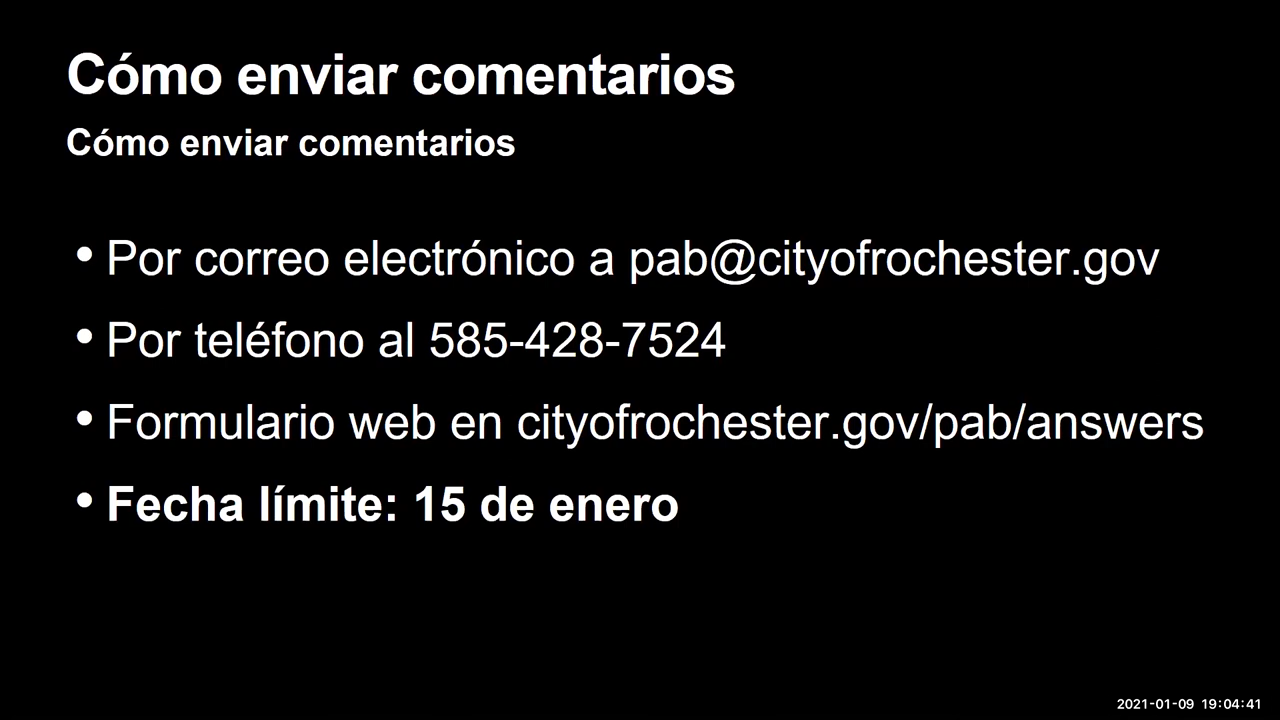 Cómo enviar comentarios
Cómo enviar comentarios
• Por correo electrónico a pab@cityofrochester.gov
• Por teléfono al 585-428-7524
• Formulario web en cityofrochester.gov/pab/answers
• Fecha límite: 15 de enero
2021-01-09 19:04:41